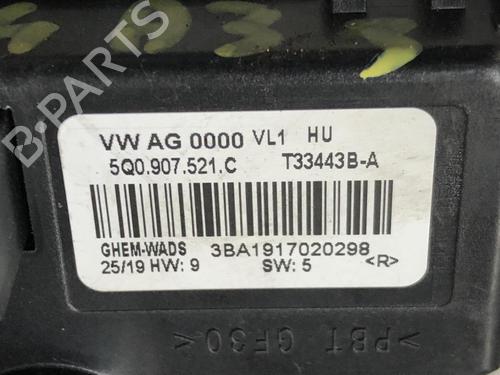 VW AG 0000 VL1 HU
5Q0.907.521.C T33443B-A
GHEM-WADS 3BA1917020298
25/19 HW: 9 SW: 5 <R>
>PBT GF30<
B-PARTS